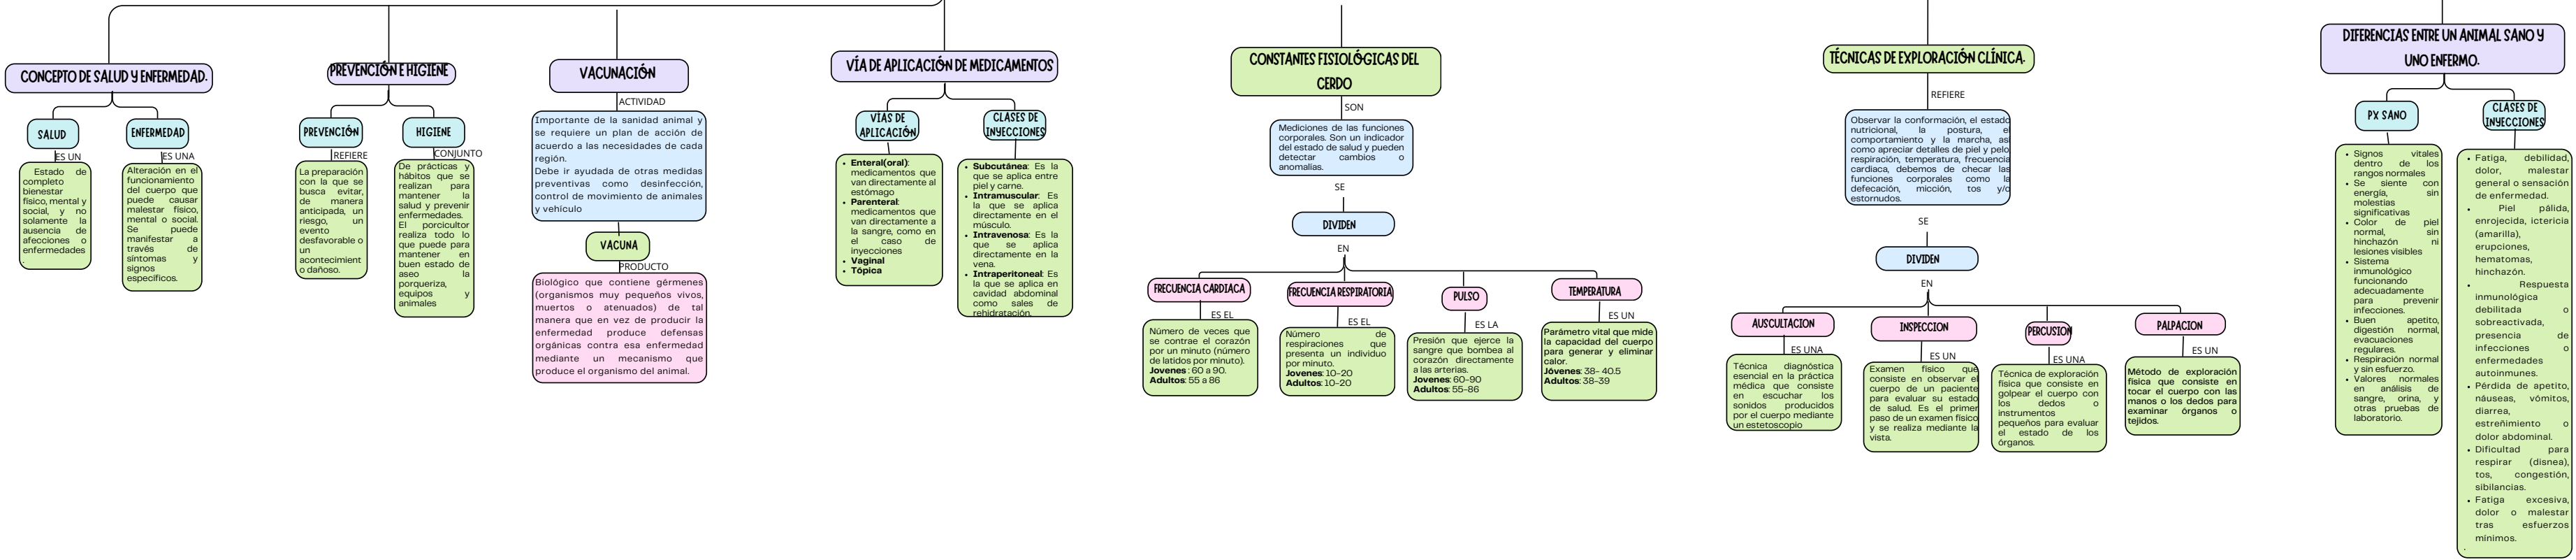 CONCEPTO DE SALUD Y ENFERMEDAD.
SALUD
ES UN
Estado de
completo
bienestar
físico, mental y
social, y no
solamente la
ausencia de
afecciones o
enfermedades
.
ENFERMEDAD
ES UNA
Alteración en el
funcionamiento
del cuerpo que
puede causar
malestar físico,
mental o social.
Se puede
manifestar a
través de
síntomas y
signos
específicos.
PREVENCIÓN E HIGIENE
PREVENCIÓN
REFIERE
La preparación
con la que se
busca evitar,
de manera
anticipada, un
riesgo, un
evento
desfavorable o
un
acontecimient
o dañoso.
HIGIENE
CONJUNTO
De prácticas y
hábitos que se
realizan para
mantener la
salud y prevenir
enfermedades.
El porcicultor
realiza todo lo
que puede para
mantener en
buen estado de
aseo la
porqueriza,
equipos y
animales
VACUNACIÓN
ACTIVIDAD
Importante de la sanidad animal y
se requiere un plan de acción de
acuerdo a las necesidades de cada
región.
Debe ir ayudada de otras medidas
preventivas como desinfección,
control de movimiento de animales
y vehículo
VACUNA
PRODUCTO
Biológico que contiene gérmenes
(organismos muy pequeños vivos,
muertos o atenuados) de tal
manera que en vez de producir la
enfermedad produce defensas
orgánicas contra esa enfermedad
mediante un mecanismo que
produce el organismo del animal.
VÍA DE APLICACIÓN DE MEDICAMENTOS
VÍAS DE
APLICACIÓN
• Enteral(oral):
medicamentos que
van directamente al
estómago
• Parenteral:
medicamentos que
van directamente a
la sangre, como en
el caso de
inyecciones
• Vaginal
• Tópica
CLASES DE
INYECCIONES
• Subcutánea: Es la
que se aplica entre
piel y carne.
• Intramuscular: Es
la que se aplica
directamente en el
músculo.
• Intravenosa: Es la
que se aplica
directamente en la
vena.
• Intraperitoneal: Es
la que se aplica en
cavidad abdominal
como sales de
rehidratación.
CONSTANTES FISIOLÓGICAS DEL
CERDO
SON
Mediciones de las funciones
corporales. Son un indicador
del estado de salud y pueden
detectar cambios o
anomalías.
SE
DIVIDEN
EN
FRECUENCIA CARDIACA
ES EL
Número de veces que
se contrae el corazón
por un minuto (número
de latidos por minuto).
Jovenes : 60 a 90.
Adultos: 55 a 86
FRECUENCIA RESPIRATORIA
ES EL
Número de
respiraciones que
presenta un individuo
por minuto.
Jovenes: 10-20
Adultos: 10-20
PULSO
ES LA
Presión que ejerce la
sangre que bombea al
corazón directamente
a las arterias.
Jovenes: 60-90
Adultos: 55-86
TEMPERATURA
ES UN
Parámetro vital que mide
la capacidad del cuerpo
para generar y eliminar
calor.
Jóvenes: 38- 40.5
Adultos: 38-39
TÉCNICAS DE EXPLORACIÓN CLÍNICA.
REFIERE
Observar la conformación, el estado
nutricional, la postura, el
comportamiento y la marcha, así
como apreciar detalles de piel y pelo,
respiración, temperatura, frecuencia
cardiaca, debemos de checar las
funciones corporales como la
defecación, micción, tos y/o
estornudos.
SE
DIVIDEN
EN
AUSCULTACION
ES UNA
Técnica diagnóstica
esencial en la práctica
médica que consiste
en escuchar los
sonidos producidos
por el cuerpo mediante
un estetoscopio
INSPECCION
ES UN
Examen físico que
consiste en observar el
cuerpo de un paciente
para evaluar su estado
de salud. Es el primer
paso de un examen físico
y se realiza mediante la
vista.
PERCUSION
ES UNA
Técnica de exploración
física que consiste en
golpear el cuerpo con
los dedos o
instrumentos
pequeños para evaluar
el estado de los
órganos.
PALPACION
ES UN
Método de exploración
física que consiste en
tocar el cuerpo con las
manos o los dedos para
examinar órganos o
tejidos.
DIFERENCIAS ENTRE UN ANIMAL SANO Y
UNO ENFERMO.
PX SANO
• Signos vitales
dentro de los
rangos normales
• Se siente con
energía, sin
molestias
significativas
• Color de piel
normal, sin
hinchazón ni
lesiones visibles
• Sistema
inmunológico
funcionando
adecuadamente
para prevenir
infecciones.
• Buen apetito,
digestión normal,
evacuaciones
regulares.
• Respiración normal
y sin esfuerzo.
• Valores normales
en análisis de
sangre, orina, y
otras pruebas de
laboratorio.
CLASES DE
INYECCIONES
• Fatiga, debilidad,
dolor, malestar
general o sensación
de enfermedad.
• Piel pálida,
enrojecida, ictericia
(amarilla),
erupciones,
hematomas,
hinchazón.
• Respuesta
inmunológica
debilitada o
sobreactivada,
presencia de
infecciones o
enfermedades
autoinmunes.
• Pérdida de apetito,
náuseas, vómitos,
diarrea,
estreñimiento o
dolor abdominal.
• Dificultad para
respirar (disnea),
tos, congestión,
sibilancias.
• Fatiga excesiva,
dolor o malestar
tras esfuerzos
mínimos.
.